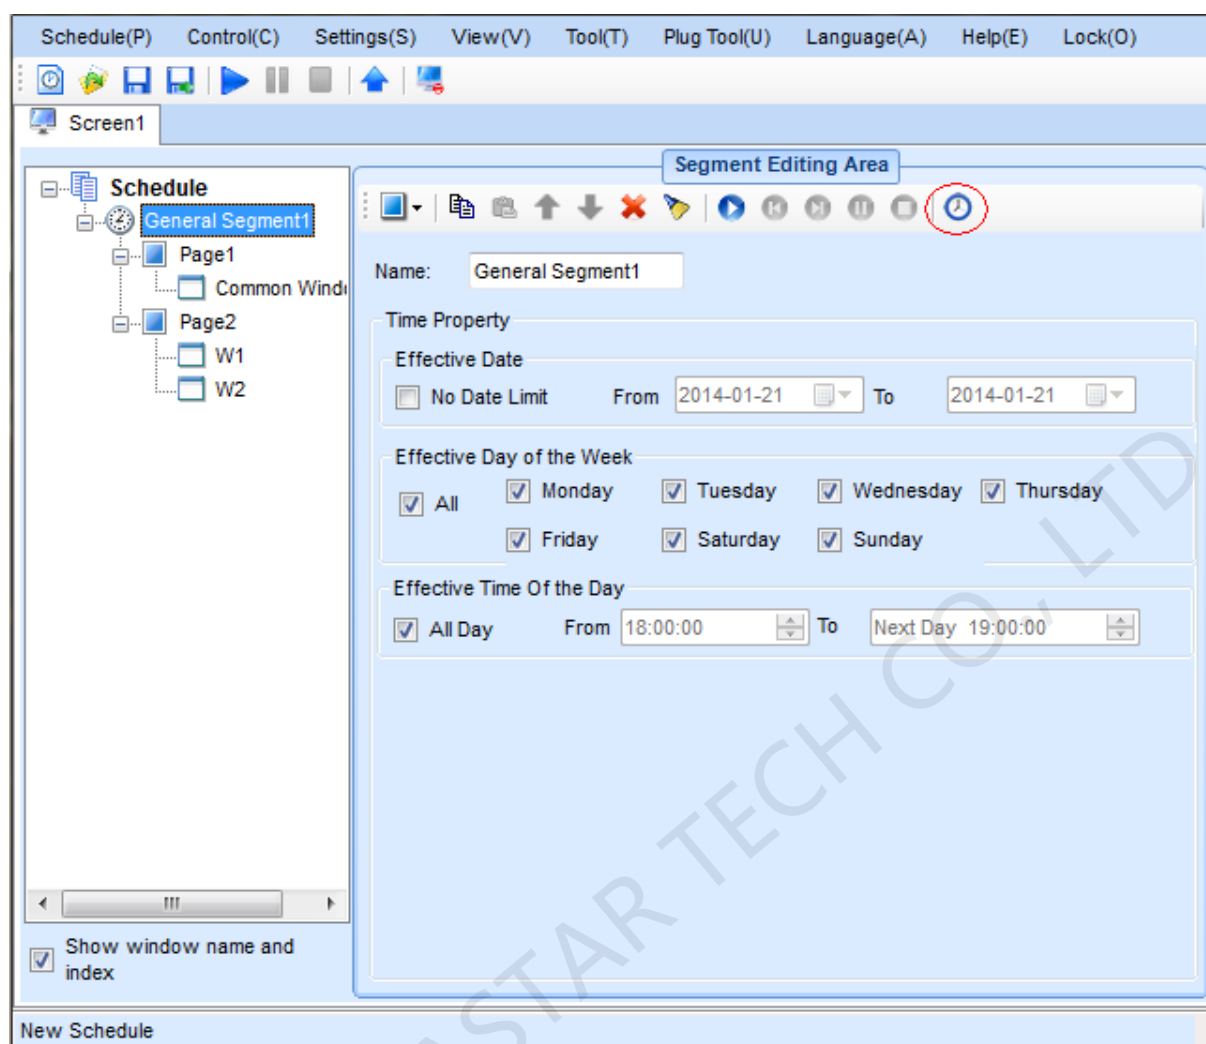 Schedule(P) Control(C) Settings(S) View(V) Tool(T) Plug Tool(U) Language(A) Help(E) Lock(O)
Screen1
Segment Editing Area
Schedule
General Segment1
Page1
Common Wind
Page2
W1
W2
Name: General Segment1
Time Property
Effective Date
No Date Limit From 2014-01-21 To 2014-01-21
Effective Day of the Week
All Monday Tuesday Wednesday Thursday
Friday Saturday Sunday
Effective Time Of the Day
All Day From 18:00:00 To Next Day 19:00:00
Show window name and
index
New Schedule
ASTAR TECH CO., LTD